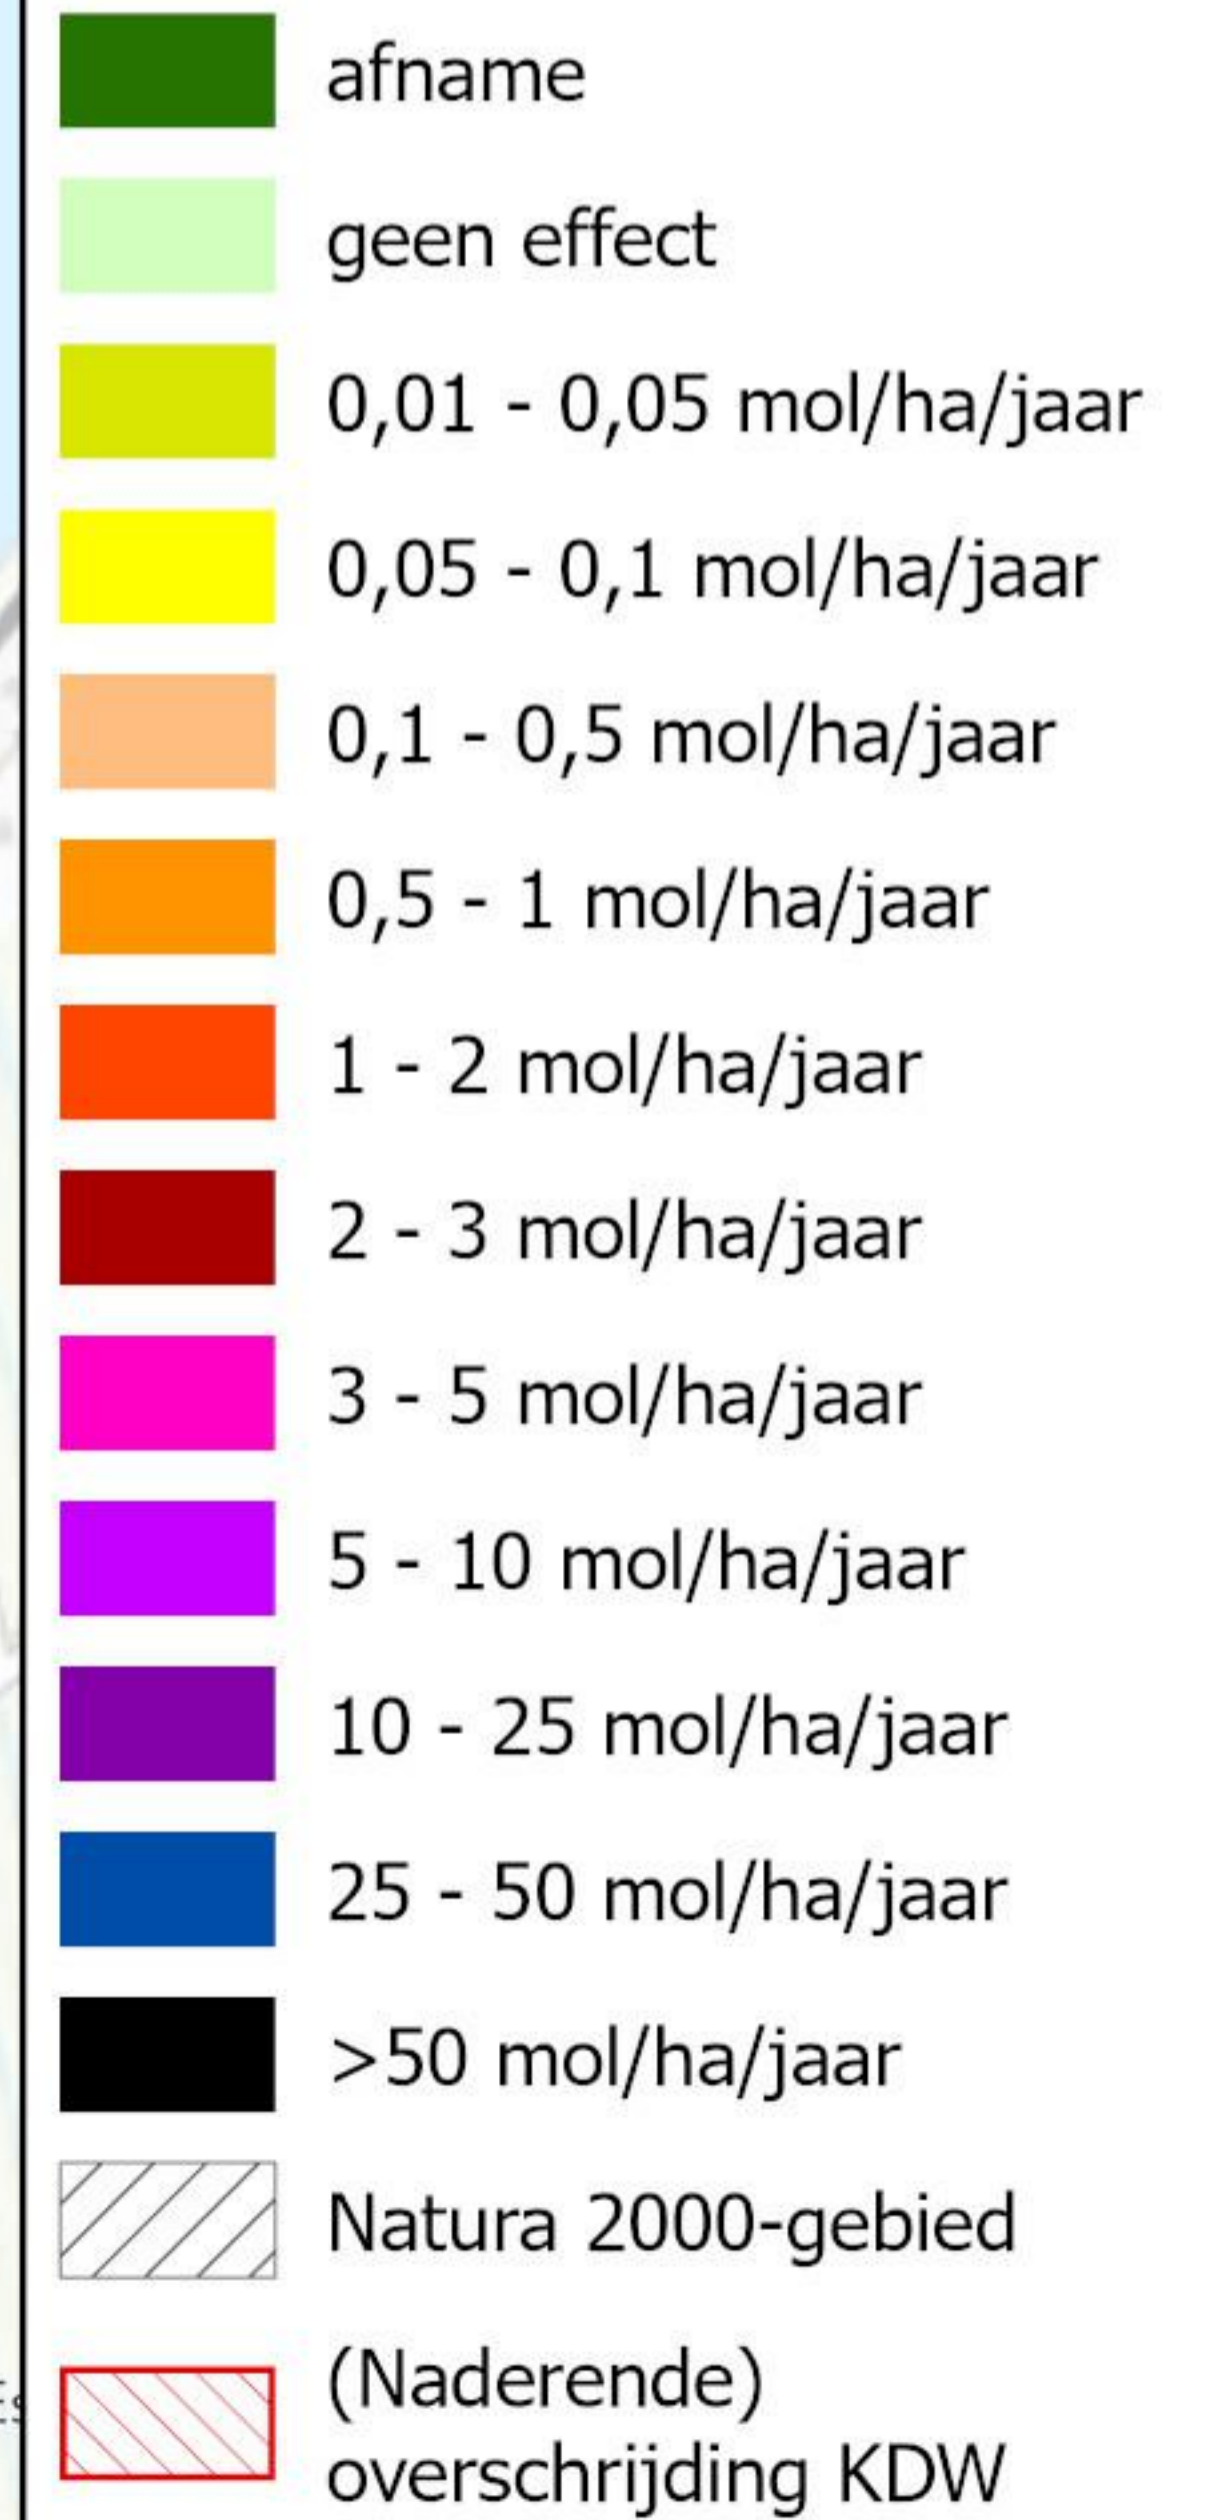 afname
geen effect
0,01 - 0,05 mol/ha/jaar
0,05 - 0,1 mol/ha/jaar
0,1 - 0,5 mol/ha/jaar
0,5 - 1 mol/ha/jaar
1 - 2 mol/ha/jaar
2 - 3 mol/ha/jaar
3 - 5 mol/ha/jaar
5 - 10 mol/ha/jaar
10 - 25 mol/ha/jaar
25 - 50 mol/ha/jaar
>50 mol/ha/jaar
Natura 2000-gebied
(Naderende)
overschrijding KDW